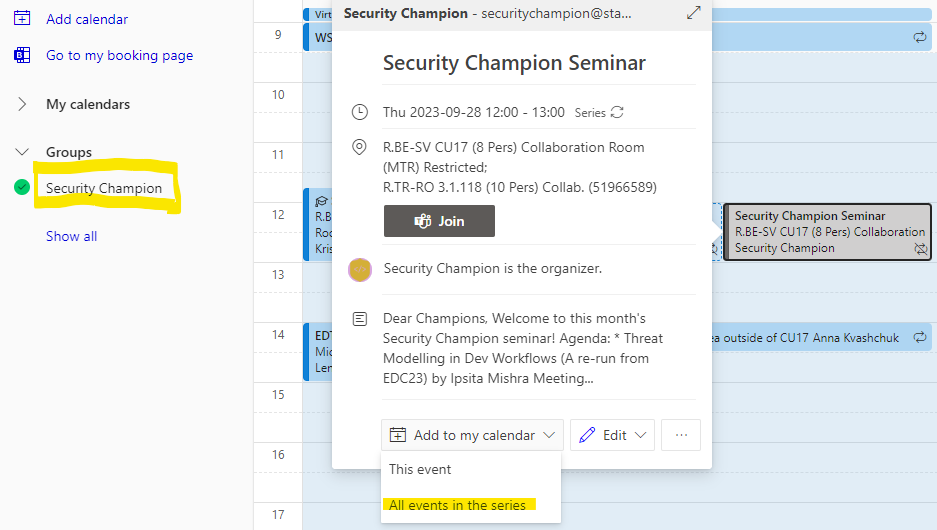 Add calendar
Go to my booking page
My calendars
Groups
Security Champion
Show all
9
10
11
12
13
14
15
16
17
Virt
WS
R.B
Roo
Kris
EDT
Mic
Len
Security Champion - securitychampion@sta...
Security Champion Seminar
Thu 2023-09-28 12:00 - 13:00 Series
R.BE-SV CU17 (8 Pers) Collaboration Room
(MTR) Restricted;
R.TR-RO 3.1.118 (10 Pers) Collab. (51966589)
Join
Security Champion is the organizer.
Dear Champions, Welcome to this month's
Security Champion seminar! Agenda: * Threat
Modelling in Dev Workflows (A re-run from
EDC23) by Ipsita Mishra Meeting...
Add to my calendar
Edit
...
This event
All events in the series
Security Champion Seminar
R.BE-SV CU17 (8 Pers) Collaboration
Security Champion
ea outside of CU17 Anna Kvashchuk